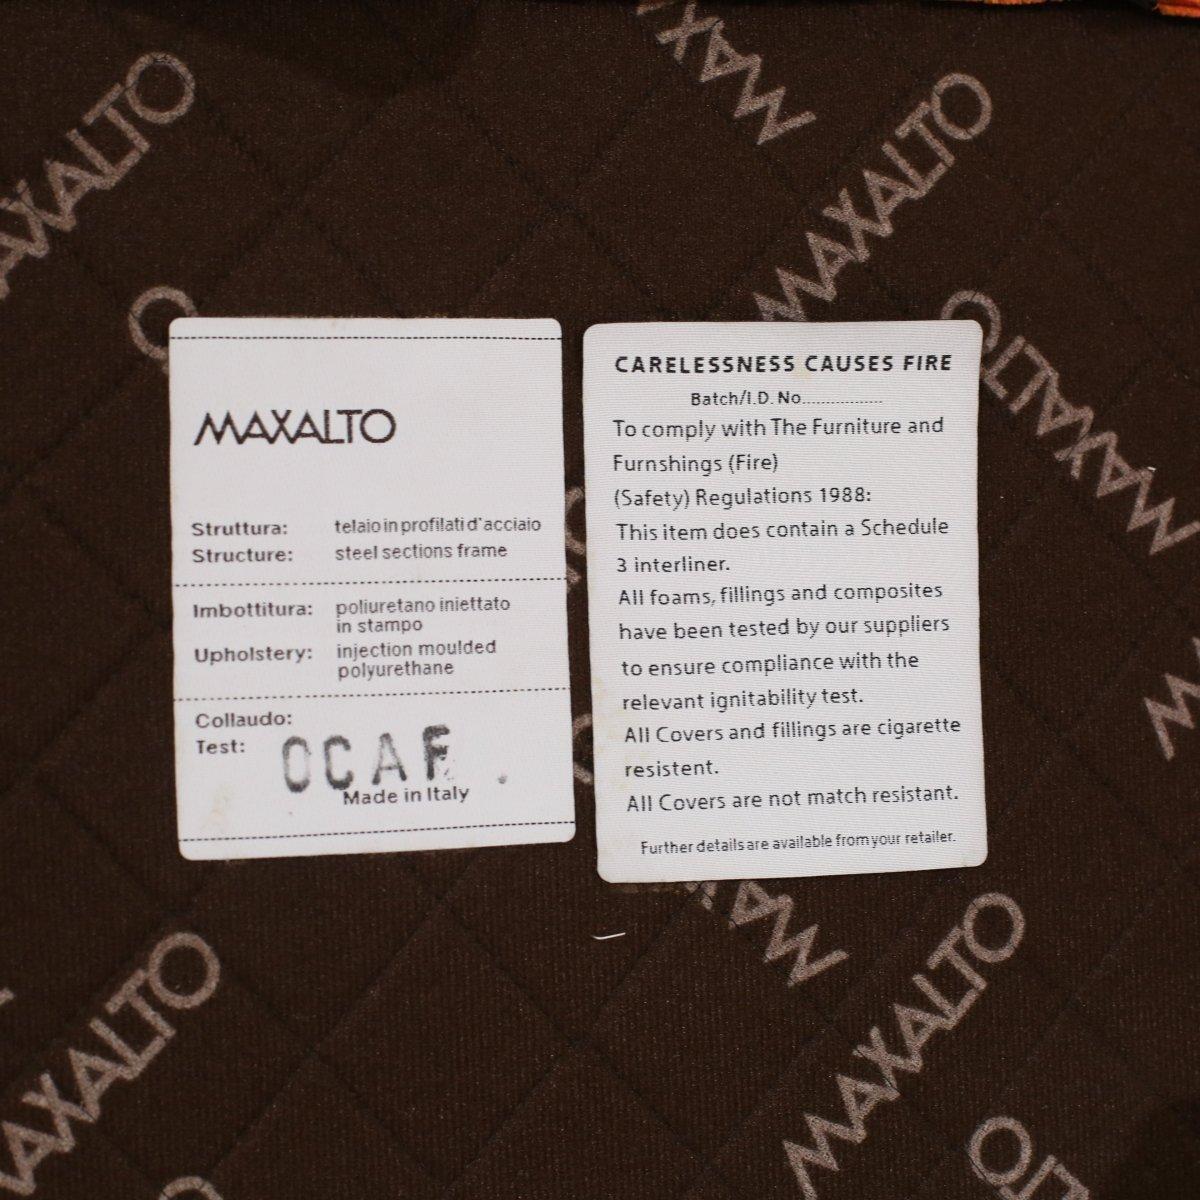 MAXALTO
MAXALTO
MAXALTO
MAXALTO
MAXALTO
Struttura: telaio in profilati d'acciaio
Structure: steel sections frame
Imbottitura: poliuretano iniettato
in stampo
Upholstery: injection moulded
polyurethane
Collaudo:
Test: OCAF
Made in Italy
CARELESSNESS CAUSES FIRE
Batch/I.D. No................
To comply with The Furniture and
Furnshings (Fire)
(Safety) Regulations 1988:
This item does contain a Schedule
3 interliner.
All foams, fillings and composites
have been tested by our suppliers
to ensure compliance with the
relevant ignitability test.
All Covers and fillings are cigarette
resistent.
All Covers are not match resistant.
Further details are available from your retailer.
MAXALTO
MAXALTO